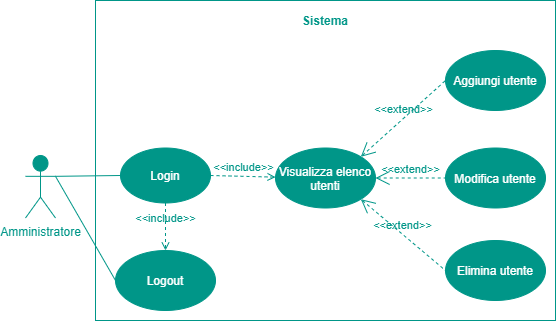 Sistema
Aggiungi utente
<<extend>>
Login
<<include>>
Visualizza elenco
utenti
<<extend>>
Modifica utente
<<include>>
<<extend>>
Amministratore
Logout
Elimina utente